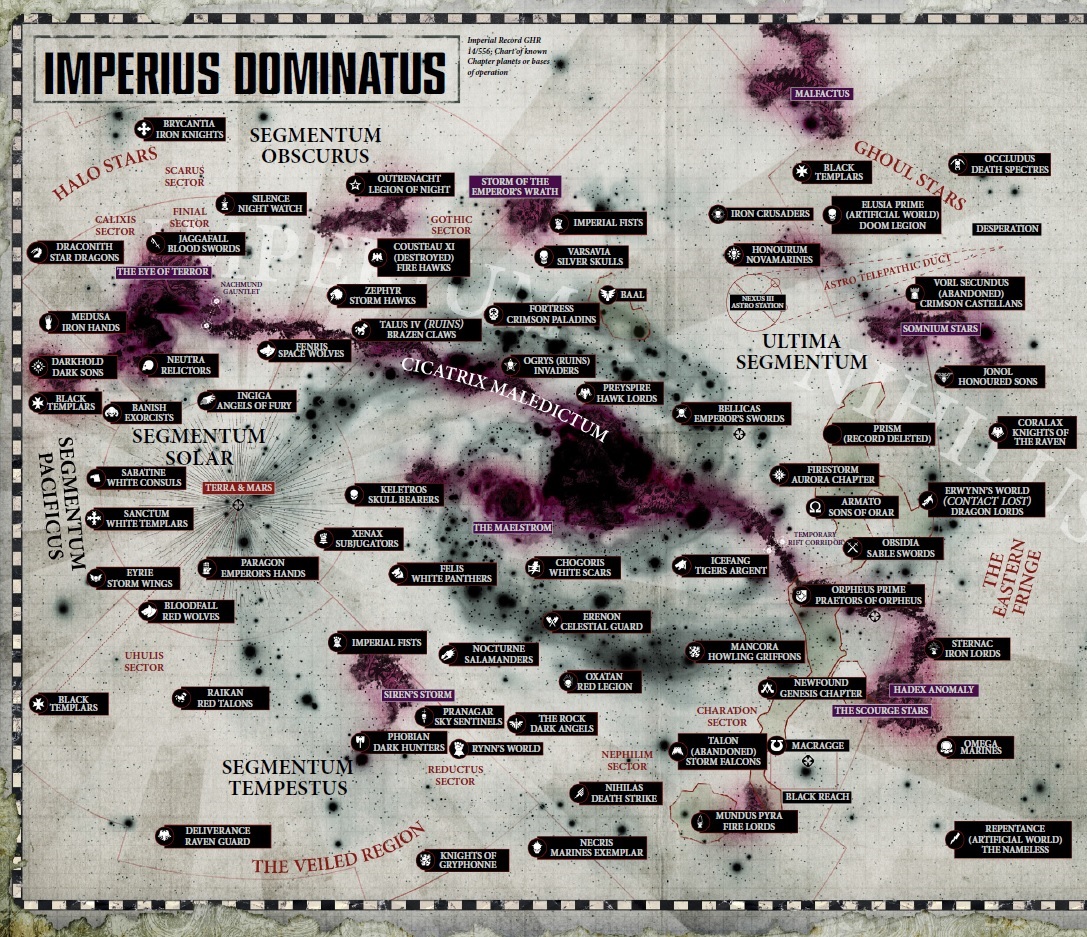 IMPERIUS DOMINATUS
Imperial Record GHR
14/556; Chart of known
Chapter planets or bases
of operation
MALFACTUS
BRYCANTIA
IRON KNIGHTS
SEGMENTUM
OBSCURUS
HALO STARS
SCARUS
SECTOR
OUTRENACHT
LEGION OF NIGHT
STORM OF THE
EMPEROR'S WRATH
BLACK
TEMPLARS
GHOUL STARS
OCCLUDUS
DEATH SPECTRES
SILENCE
NIGHT WATCH
CALIXIS
SECTOR
FINIAL
SECTOR
GOTHIC
SECTOR
IMPERIAL FISTS
IRON CRUSADERS
ELUSIA PRIME
(ARTIFICIAL WORLD)
DOOM LEGION
DESPERATION
DRACONITH
STAR DRAGONS
JAGGAFALL
BLOOD SWORDS
COUSTEAU XI
(DESTROYED)
FIRE HAWKS
VARSAVIA
SILVER SKULLS
HONOURUM
NOVAMARINES
ASTRO TELEPATHIC DUCT
THE EYE OF TERROR
NACHMUND
GAUNTLET
ZEPHYR
STORM HAWKS
BAAL
NEXUS III
ASTRO STATION
VORL SECUNDUS
(ABANDONED)
CRIMSON CASTELLANS
MEDUSA
IRON HANDS
TALUS IV (RUINS)
BRAZEN CLAWS
FORTRESS
CRIMSON PALADINS
SOMNIUM STARS
ULTIMA
SEGMENTUM
DARKHOLD
DARK SONS
NEUTRA
RELICTORS
FENRIS
SPACE WOLVES
CICATRIX MALEDICTUM
OGRYS (RUINS)
INVADERS
JONOL
HONOURED SONS
BLACK
TEMPLARS
BANISH
EXORCISTS
INGIGA
ANGELS OF FURY
PREYSPIRE
HAWK LORDS
BELLICAS
EMPEROR'S SWORDS
NIHILUS
SEGMENTUM
SOLAR
PRISM
(RECORD DELETED)
CORALAX
KNIGHTS OF
THE RAVEN
SEGMENTUM
PACIFICUS
SABATINE
WHITE CONSULS
TERRA & MARS
KELETROS
SKULL BEARERS
FIRESTORM
AURORA CHAPTER
SANCTUM
WHITE TEMPLARS
THE MAELSTROM
ARMATO
SONS OF ORAR
ERWYNN'S WORLD
(CONTACT LOST)
DRAGON LORDS
XENAX
SUBJUGATORS
TEMPORARY
RIFT CORRIDOR
OBSIDIA
SABLE SWORDS
THE
EASTERN
FRINGE
EYRIE
STORM WINGS
PARAGON
EMPEROR'S HANDS
FELIS
WHITE PANTHERS
CHOGORIS
WHITE SCARS
ICEFANG
TIGERS ARGENT
ORPHEUS PRIME
PRAETORS OF ORPHEUS
BLOODFALL
RED WOLVES
ERENON
CELESTIAL GUARD
UHULIS
SECTOR
IMPERIAL FISTS
NOCTURNE
SALAMANDERS
MANCORA
HOWLING GRIFFONS
STERNAC
IRON LORDS
BLACK
TEMPLARS
RAIKAN
RED TALONS
SIREN'S STORM
OXATAN
RED LEGION
NEWFOUND
GENESIS CHAPTER
HADEX ANOMALY
THE SCOURGE STARS
PRANAGAR
SKY SENTINELS
THE ROCK
DARK ANGELS
CHARADON
SECTOR
PHOBIAN
DARK HUNTERS
RYNN'S WORLD
TALON
(ABANDONED)
STORM FALCONS
MACRAGGE
OMEGA
MARINES
SEGMENTUM
TEMPESTUS
REDUCTUS
SECTOR
NEPHILIM
SECTOR
NIHILAS
DEATH STRIKE
BLACK REACH
MUNDUS PYRA
FIRE LORDS
DELIVERANCE
RAVEN GUARD
THE VEILED REGION
KNIGHTS OF
GRYPHONNE
NECRIS
MARINES EXEMPLAR
REPENTANCE
(ARTIFICIAL WORLD)
THE NAMELESS